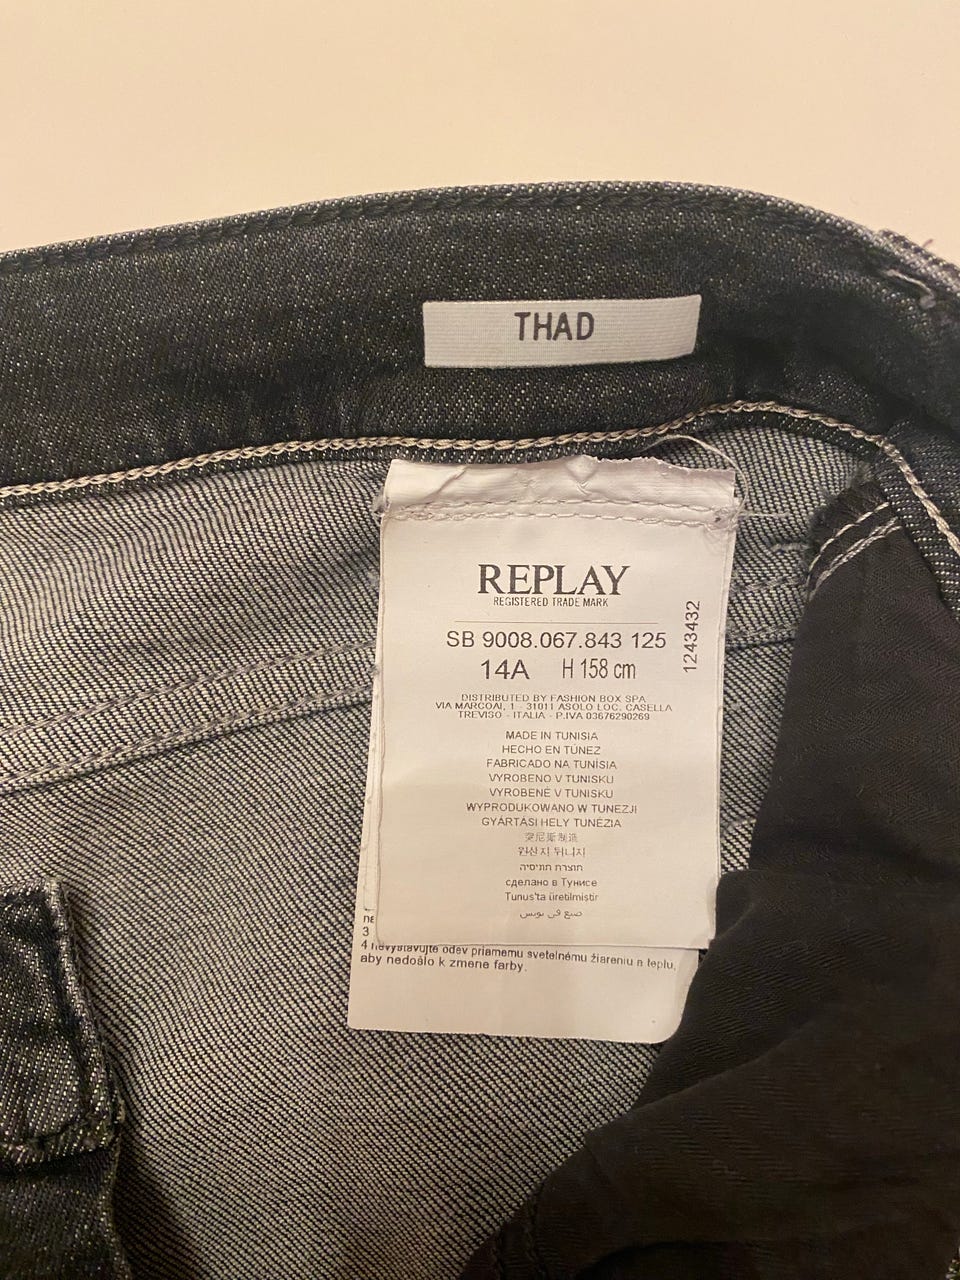 THAD
REPLAY
REGISTERED TRADE MARK
SB 9008.067.843 125
14A H 158 cm
1243432
DISTRIBUTED BY FASHION BOX SPA
VIA MARCOAI, 1 - 31011 ASOLO LOC. CASELLA
TREVISO - ITALIA - P.IVA 03676290269
MADE IN TUNISIA
HECHO EN TÚNEZ
FABRICADO NA TUNÍSIA
VYROBENO V TUNISKU
VYROBENÉ V TUNISKU
WYPRODUKOWANO W TUNEZJI
GYÁRTÁSI HELY TUNÉZIA
突尼斯制造
원산지 튀니지
תוצרת תוניסיה
сделано в Тунисе
Tunus'ta üretilmistir
صنع في تونس
ne
3
4 nevystavujte odev priamemu svetelnému žiareniu a teplu,
aby nedošlo k zmene farby.